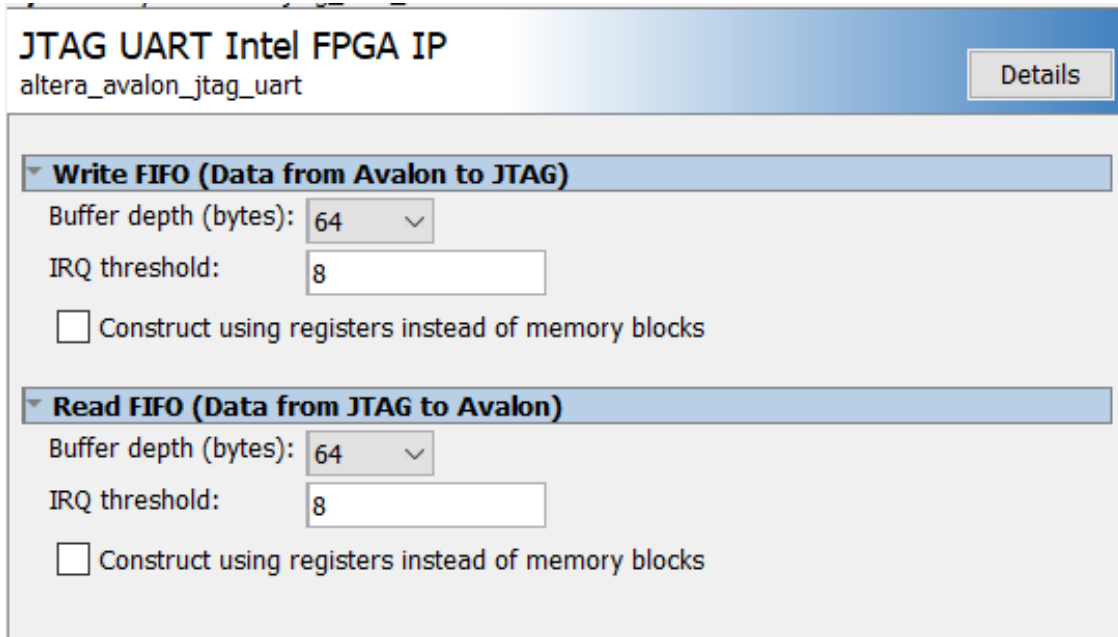 JTAG UART Intel FPGA IP
altera_avalon_jtag_uart
Details
Write FIFO (Data from Avalon to JTAG)
Buffer depth (bytes): 64
IRQ threshold: 8
Construct using registers instead of memory blocks
Read FIFO (Data from JTAG to Avalon)
Buffer depth (bytes): 64
IRQ threshold: 8
Construct using registers instead of memory blocks